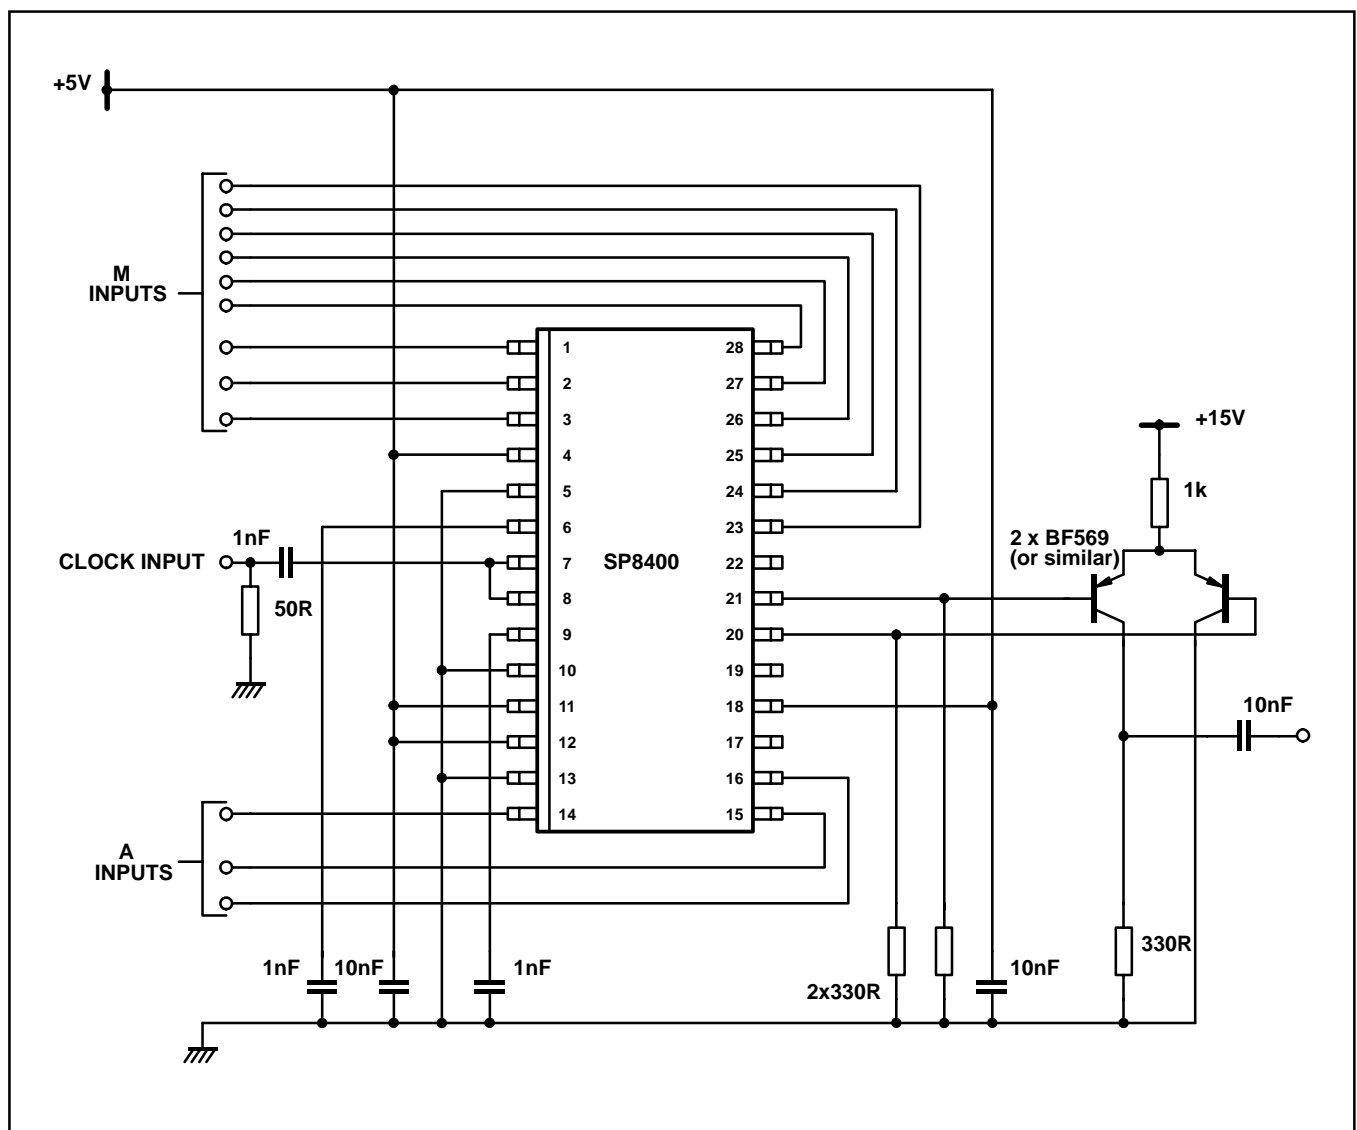 +5V
M
INPUTS
1
2
3
4
5
6
7
8
9
10
11
12
13
14
SP8400
28
27
26
25
24
23
22
21
20
19
18
17
16
15
+15V
1k
2 x BF569
(or similar)
1nF
CLOCK INPUT
50R
10nF
A
INPUTS
1nF
10nF
1nF
2x330R
10nF
330R